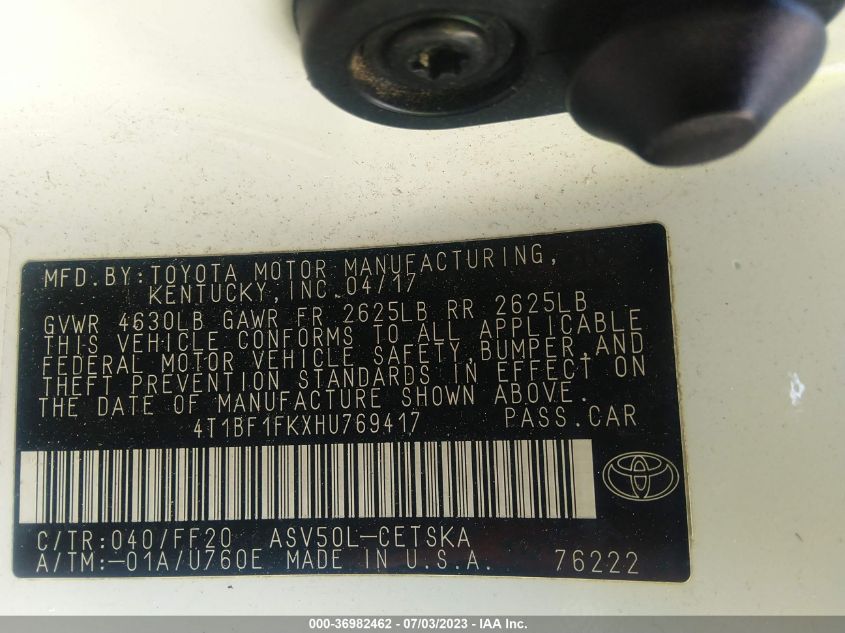 MFD.BY:TOYOTA MOTOR MANUFACTURING,
KENTUCKY,INC.04/17
GVWR 4630LB GAWR FR 2625LB RR 2625LB
THIS VEHICLE CONFORMS TO ALL APPLICABLE
FEDERAL MOTOR VEHICLE SAFETY,BUMPER,AND
THEFT PREVENTION STANDARDS IN EFFECT ON
THE DATE OF MANUFACTURE SHOWN ABOVE.
4T1BF1FKXHU769417 PASS.CAR
C/TR:040/FF20 ASV50L-CETSKA
A/TM:-01A/U760E MADE IN U.S.A. 76222
000-36982462 - 07/03/2023 - IAA Inc.